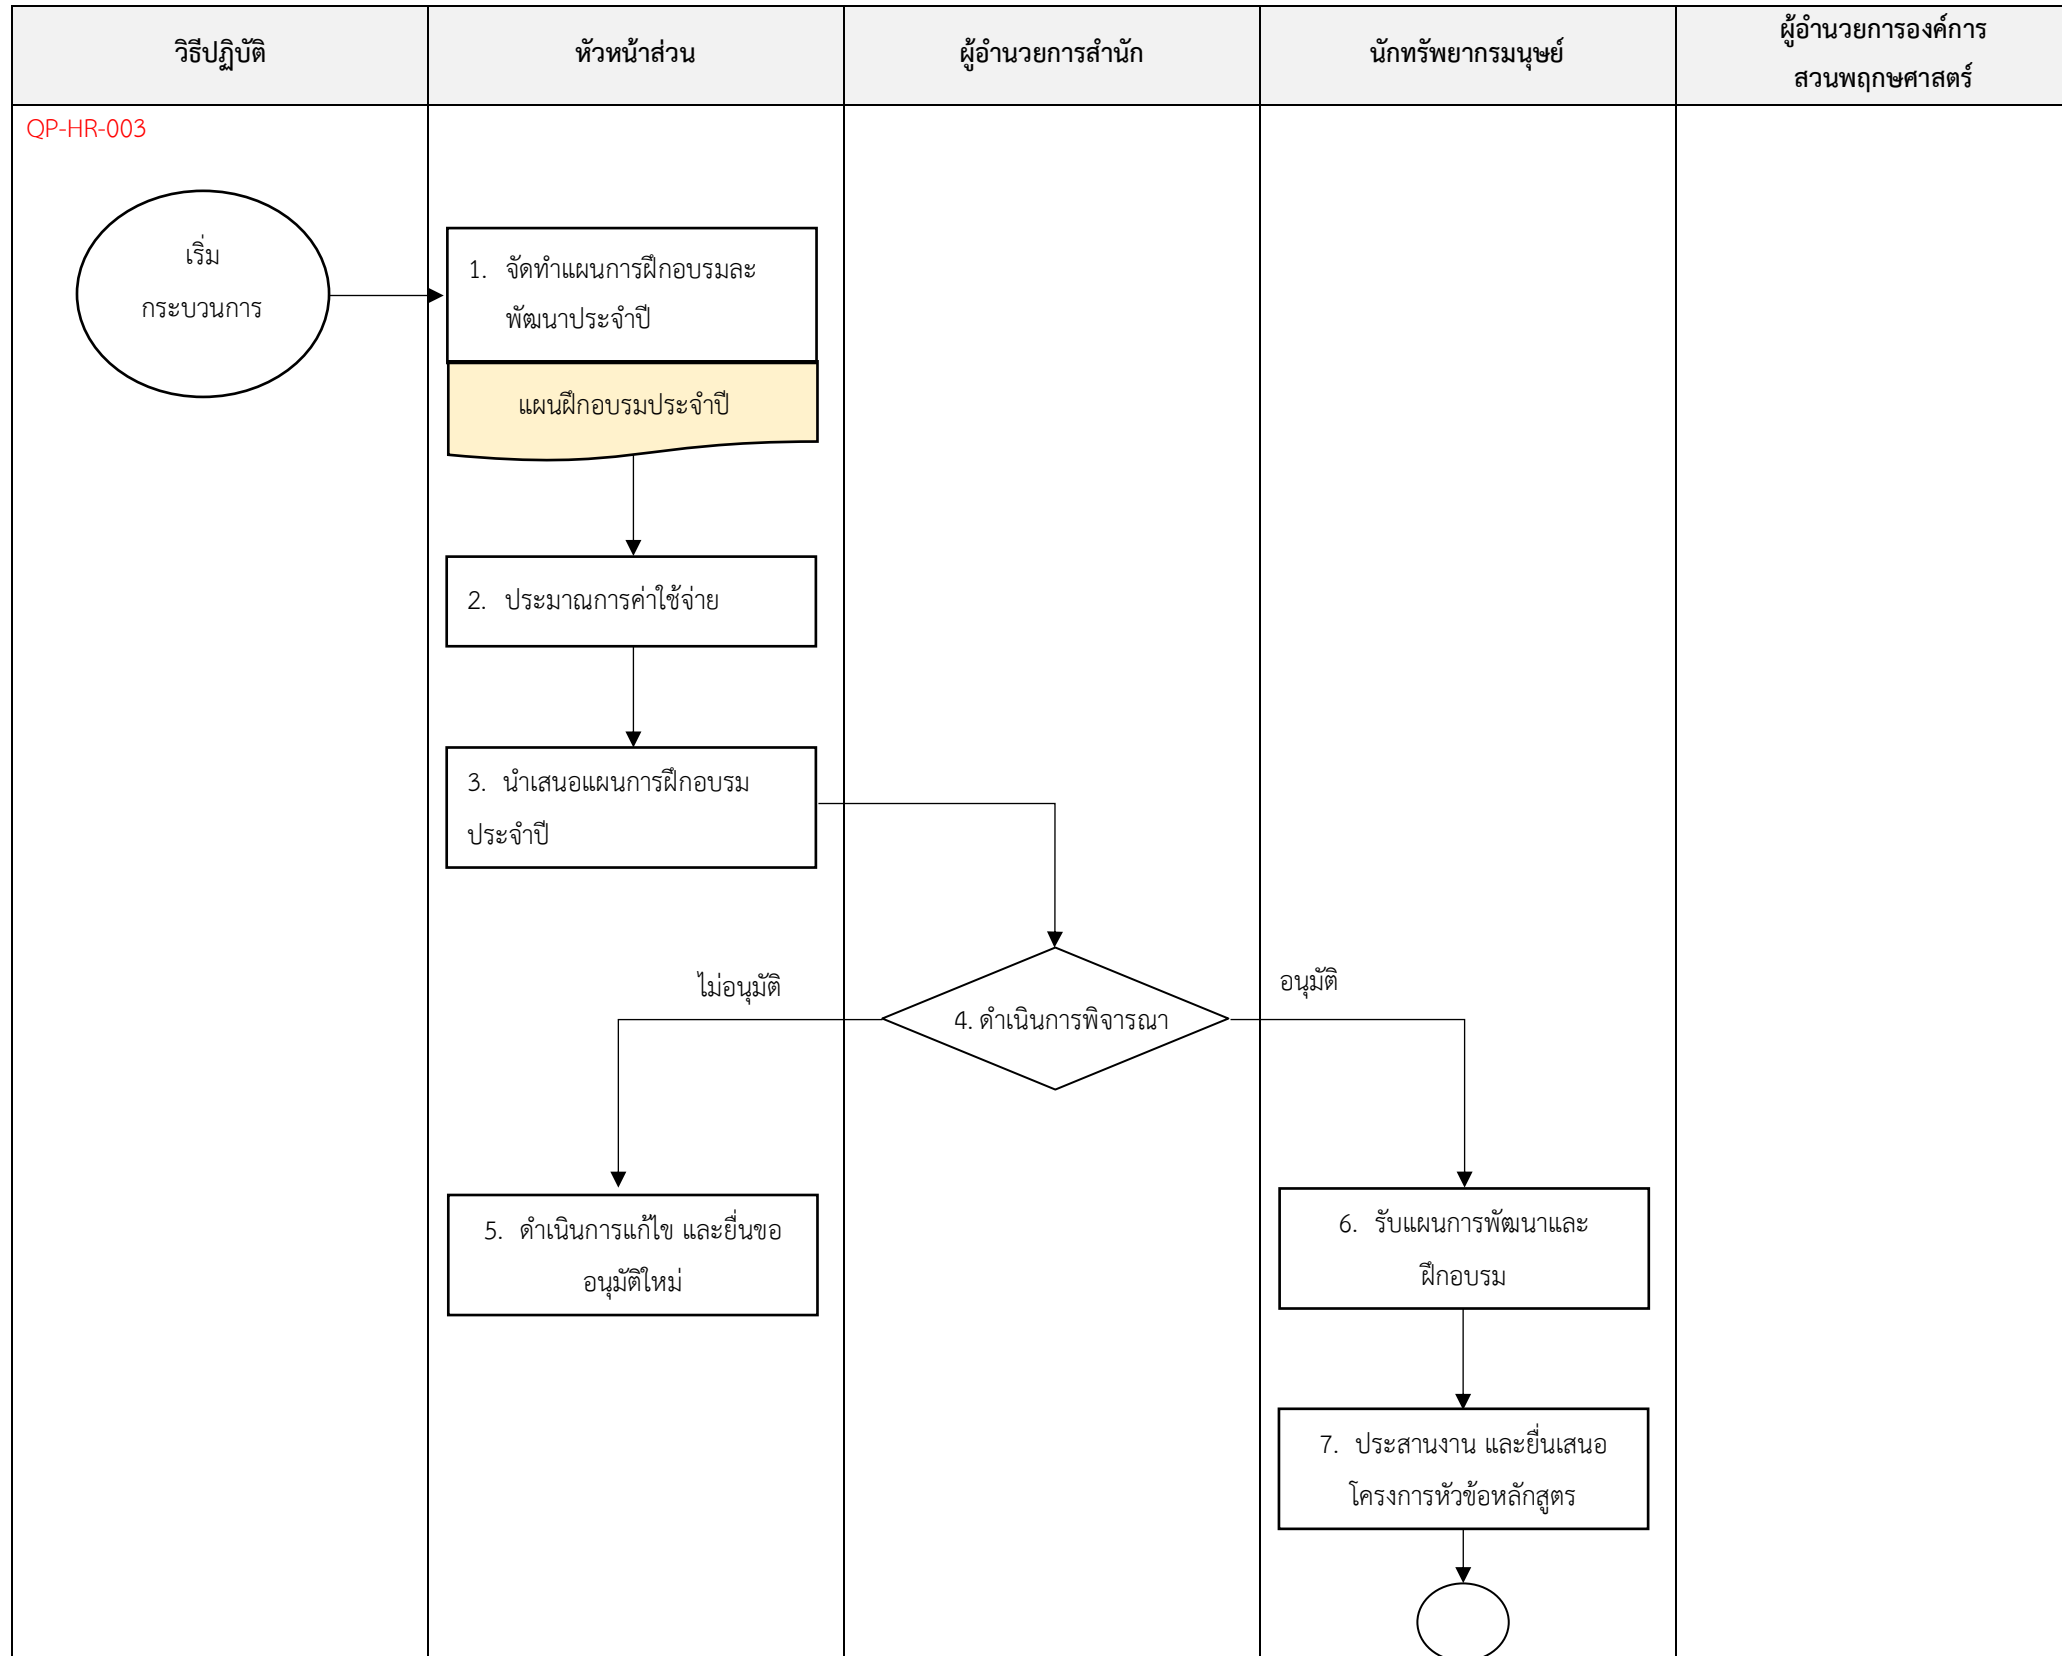 วิธีปฏิบัติ
หัวหน้าส่วน
ผู้อำนวยการสำนัก
นักทรัพยากรมนุษย์
ผู้อำนวยการองค์การ
สวนพฤกษศาสตร์
QP-HR-003
เริ่ม
กระบวนการ
1. จัดทำแผนการฝึกอบรมละ
พัฒนาประจำปี
แผนฝึกอบรมประจำปี
2. ประมาณการค่าใช้จ่าย
3. นำเสนอแผนการฝึกอบรม
ประจำปี
ไม่อนุมัติ
4. ดำเนินการพิจารณา
อนุมัติ
5. ดำเนินการแก้ไข และยื่นขอ
อนุมัติใหม่
6. รับแผนการพัฒนาและ
ฝึกอบรม
7. ประสานงาน และยื่นเสนอ
โครงการหัวข้อหลักสูตร